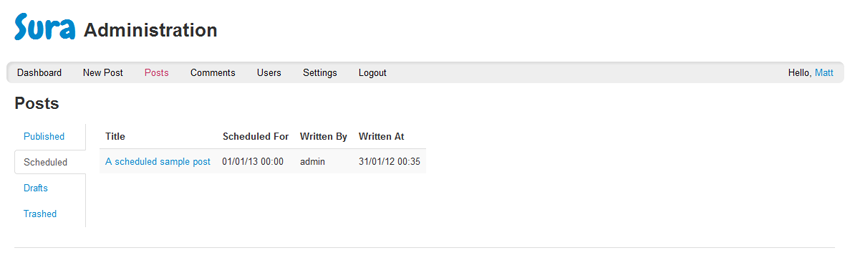 Sura Administration
Dashboard New Post Posts Comments Users Settings Logout Hello, Matt
Posts
Published
Scheduled
Drafts
Trashed
Title Scheduled For Written By Written At
A scheduled sample post 01/01/13 00:00 admin 31/01/12 00:35